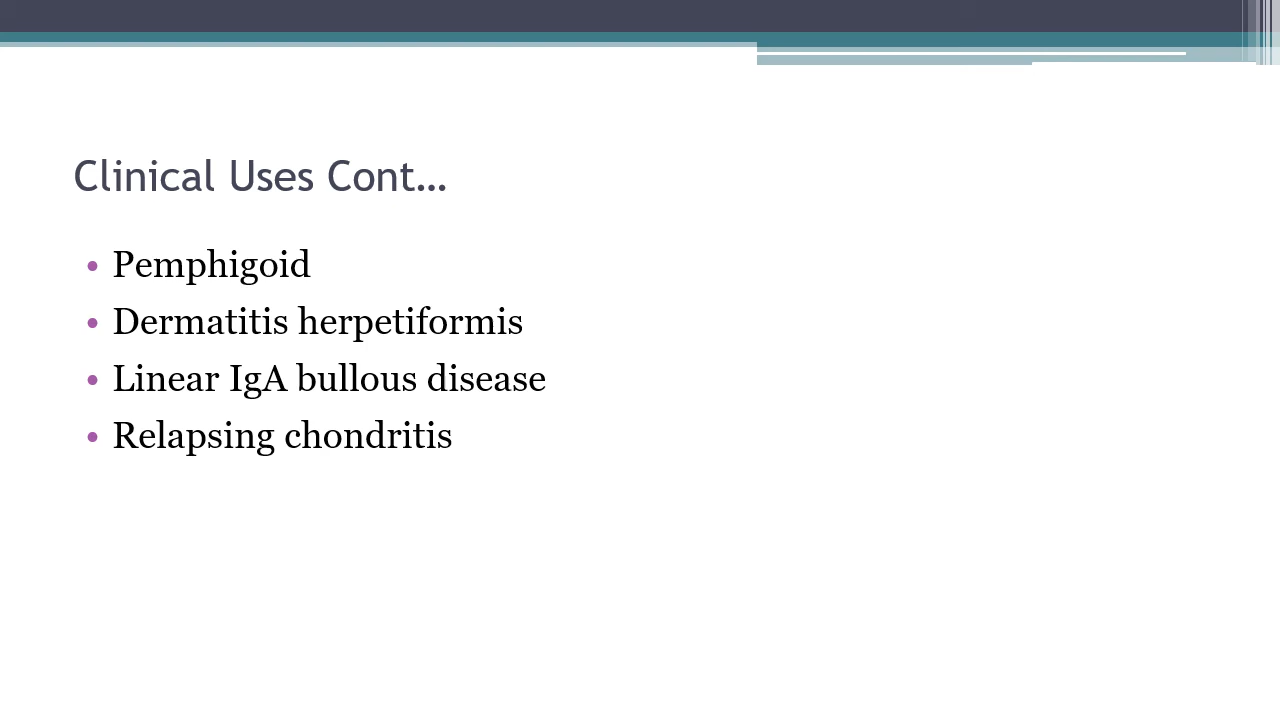 Clinical Uses Cont…
• Pemphigoid
• Dermatitis herpetiformis
• Linear IgA bullous disease
• Relapsing chondritis